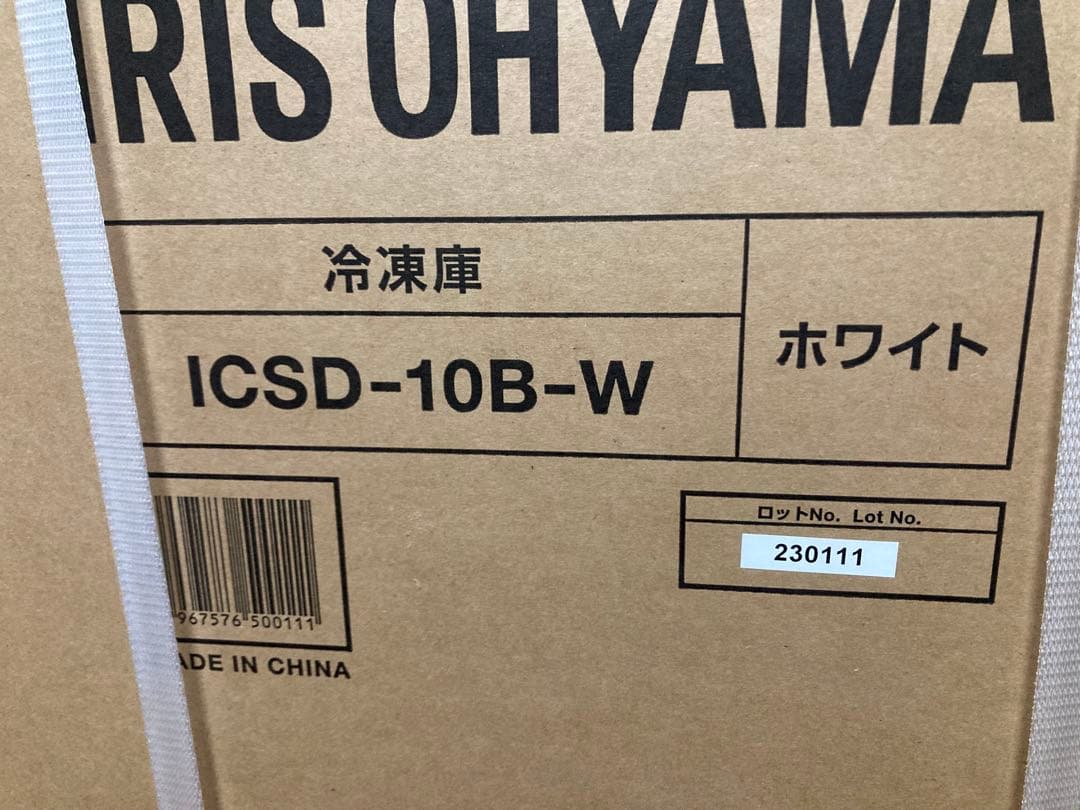 IRIS OHYAMA
冷凍庫
ICSD-10B-W
ホワイト
967576 500111
ロットNo. Lot No.
230111
ADE IN CHINA